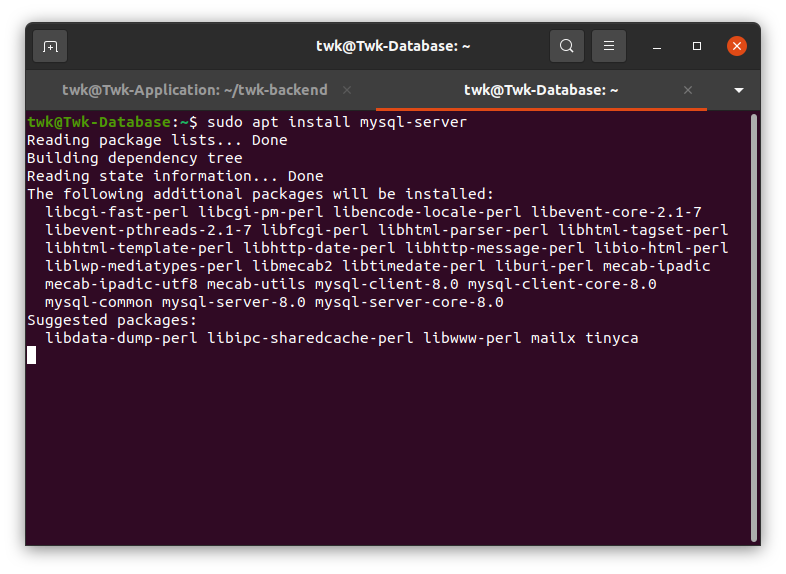 twk@Twk-Database: ~
twk@Twk-Application: ~/twk-backend
twk@Twk-Database: ~
twk@Twk-Database:~$ sudo apt install mysql-server
Reading package lists... Done
Building dependency tree
Reading state information... Done
The following additional packages will be installed:
  libcgi-fast-perl libcgi-pm-perl libencode-locale-perl libevent-core-2.1-7
  libevent-pthreads-2.1-7 libfcgi-perl libhtml-parser-perl libhtml-tagset-perl
  libhtml-template-perl libhttp-date-perl libhttp-message-perl libio-html-perl
  liblwp-mediatypes-perl libmecab2 libtimedate-perl liburi-perl mecab-ipadic
  mecab-ipadic-utf8 mecab-utils mysql-client-8.0 mysql-client-core-8.0
  mysql-common mysql-server-8.0 mysql-server-core-8.0
Suggested packages:
  libdata-dump-perl libipc-sharedcache-perl libwww-perl mailx tinyca